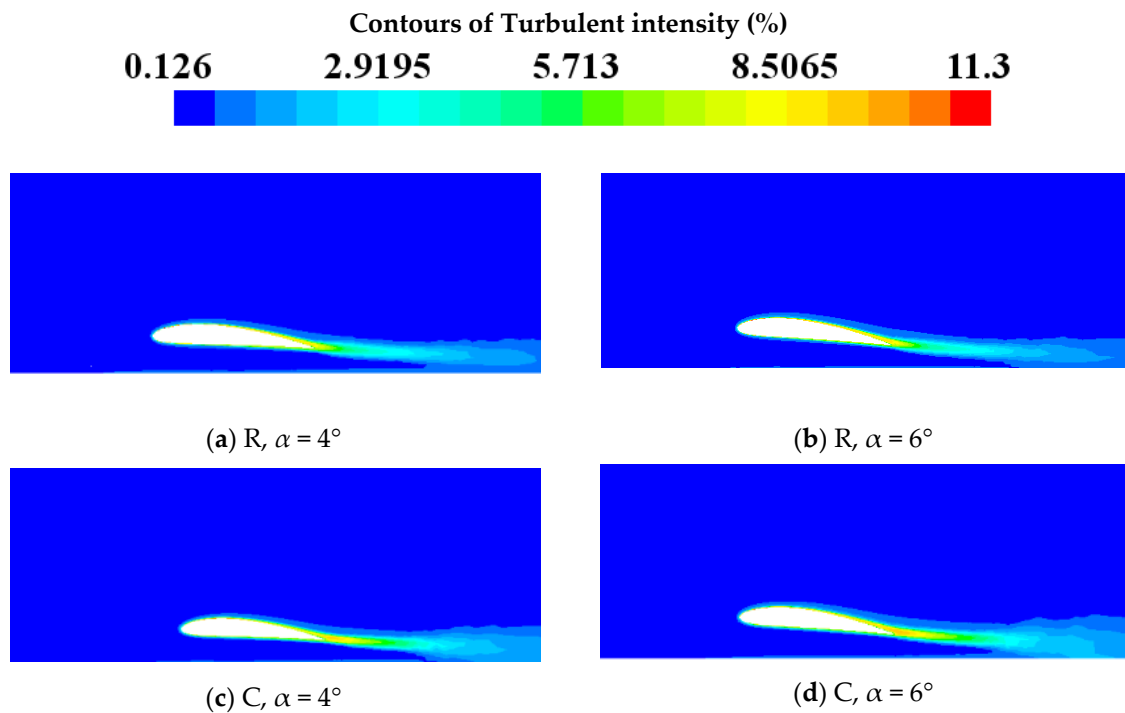 Contours of Turbulent intensity (%)
0.126 2.9195 5.713 8.5065 11.3
(a) R, α = 4°
(b) R, α = 6°
(c) C, α = 4°
(d) C, α = 6°